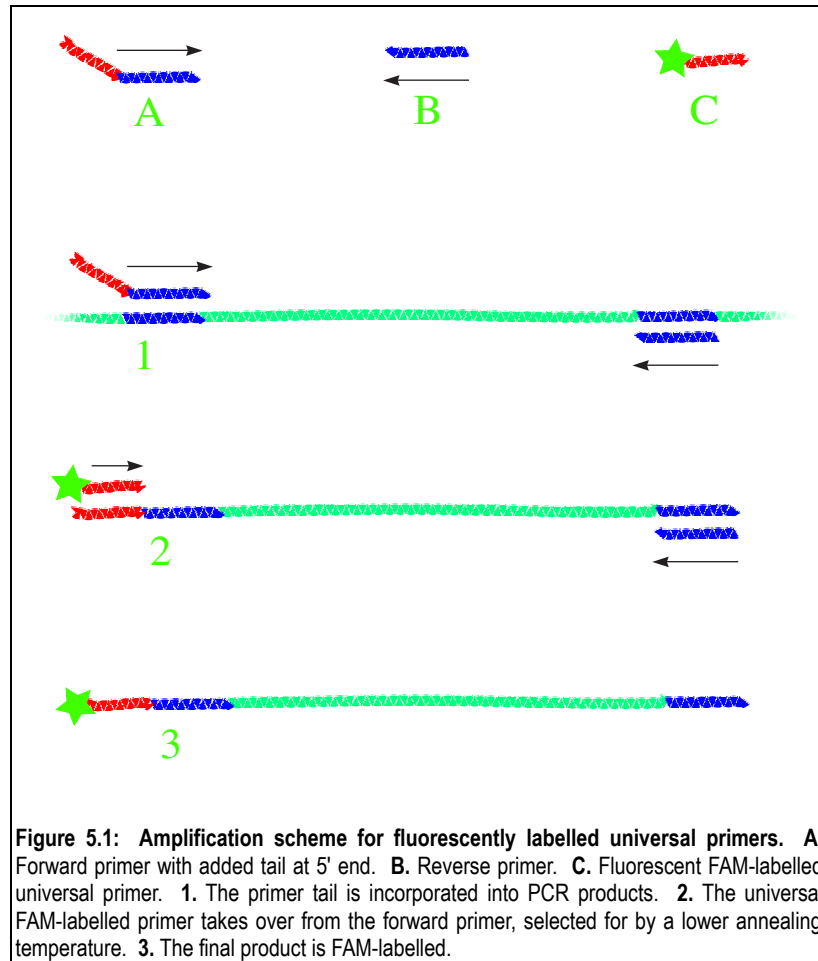 A
B
C
1
2
3
Figure 5.1: Amplification scheme for fluorescently labelled universal primers. A
Forward primer with added tail at 5' end. B. Reverse primer. C. Fluorescent FAM-labelled
universal primer. 1. The primer tail is incorporated into PCR products. 2. The universa
FAM-labelled primer takes over from the forward primer, selected for by a lower annealing
temperature. 3. The final product is FAM-labelled.